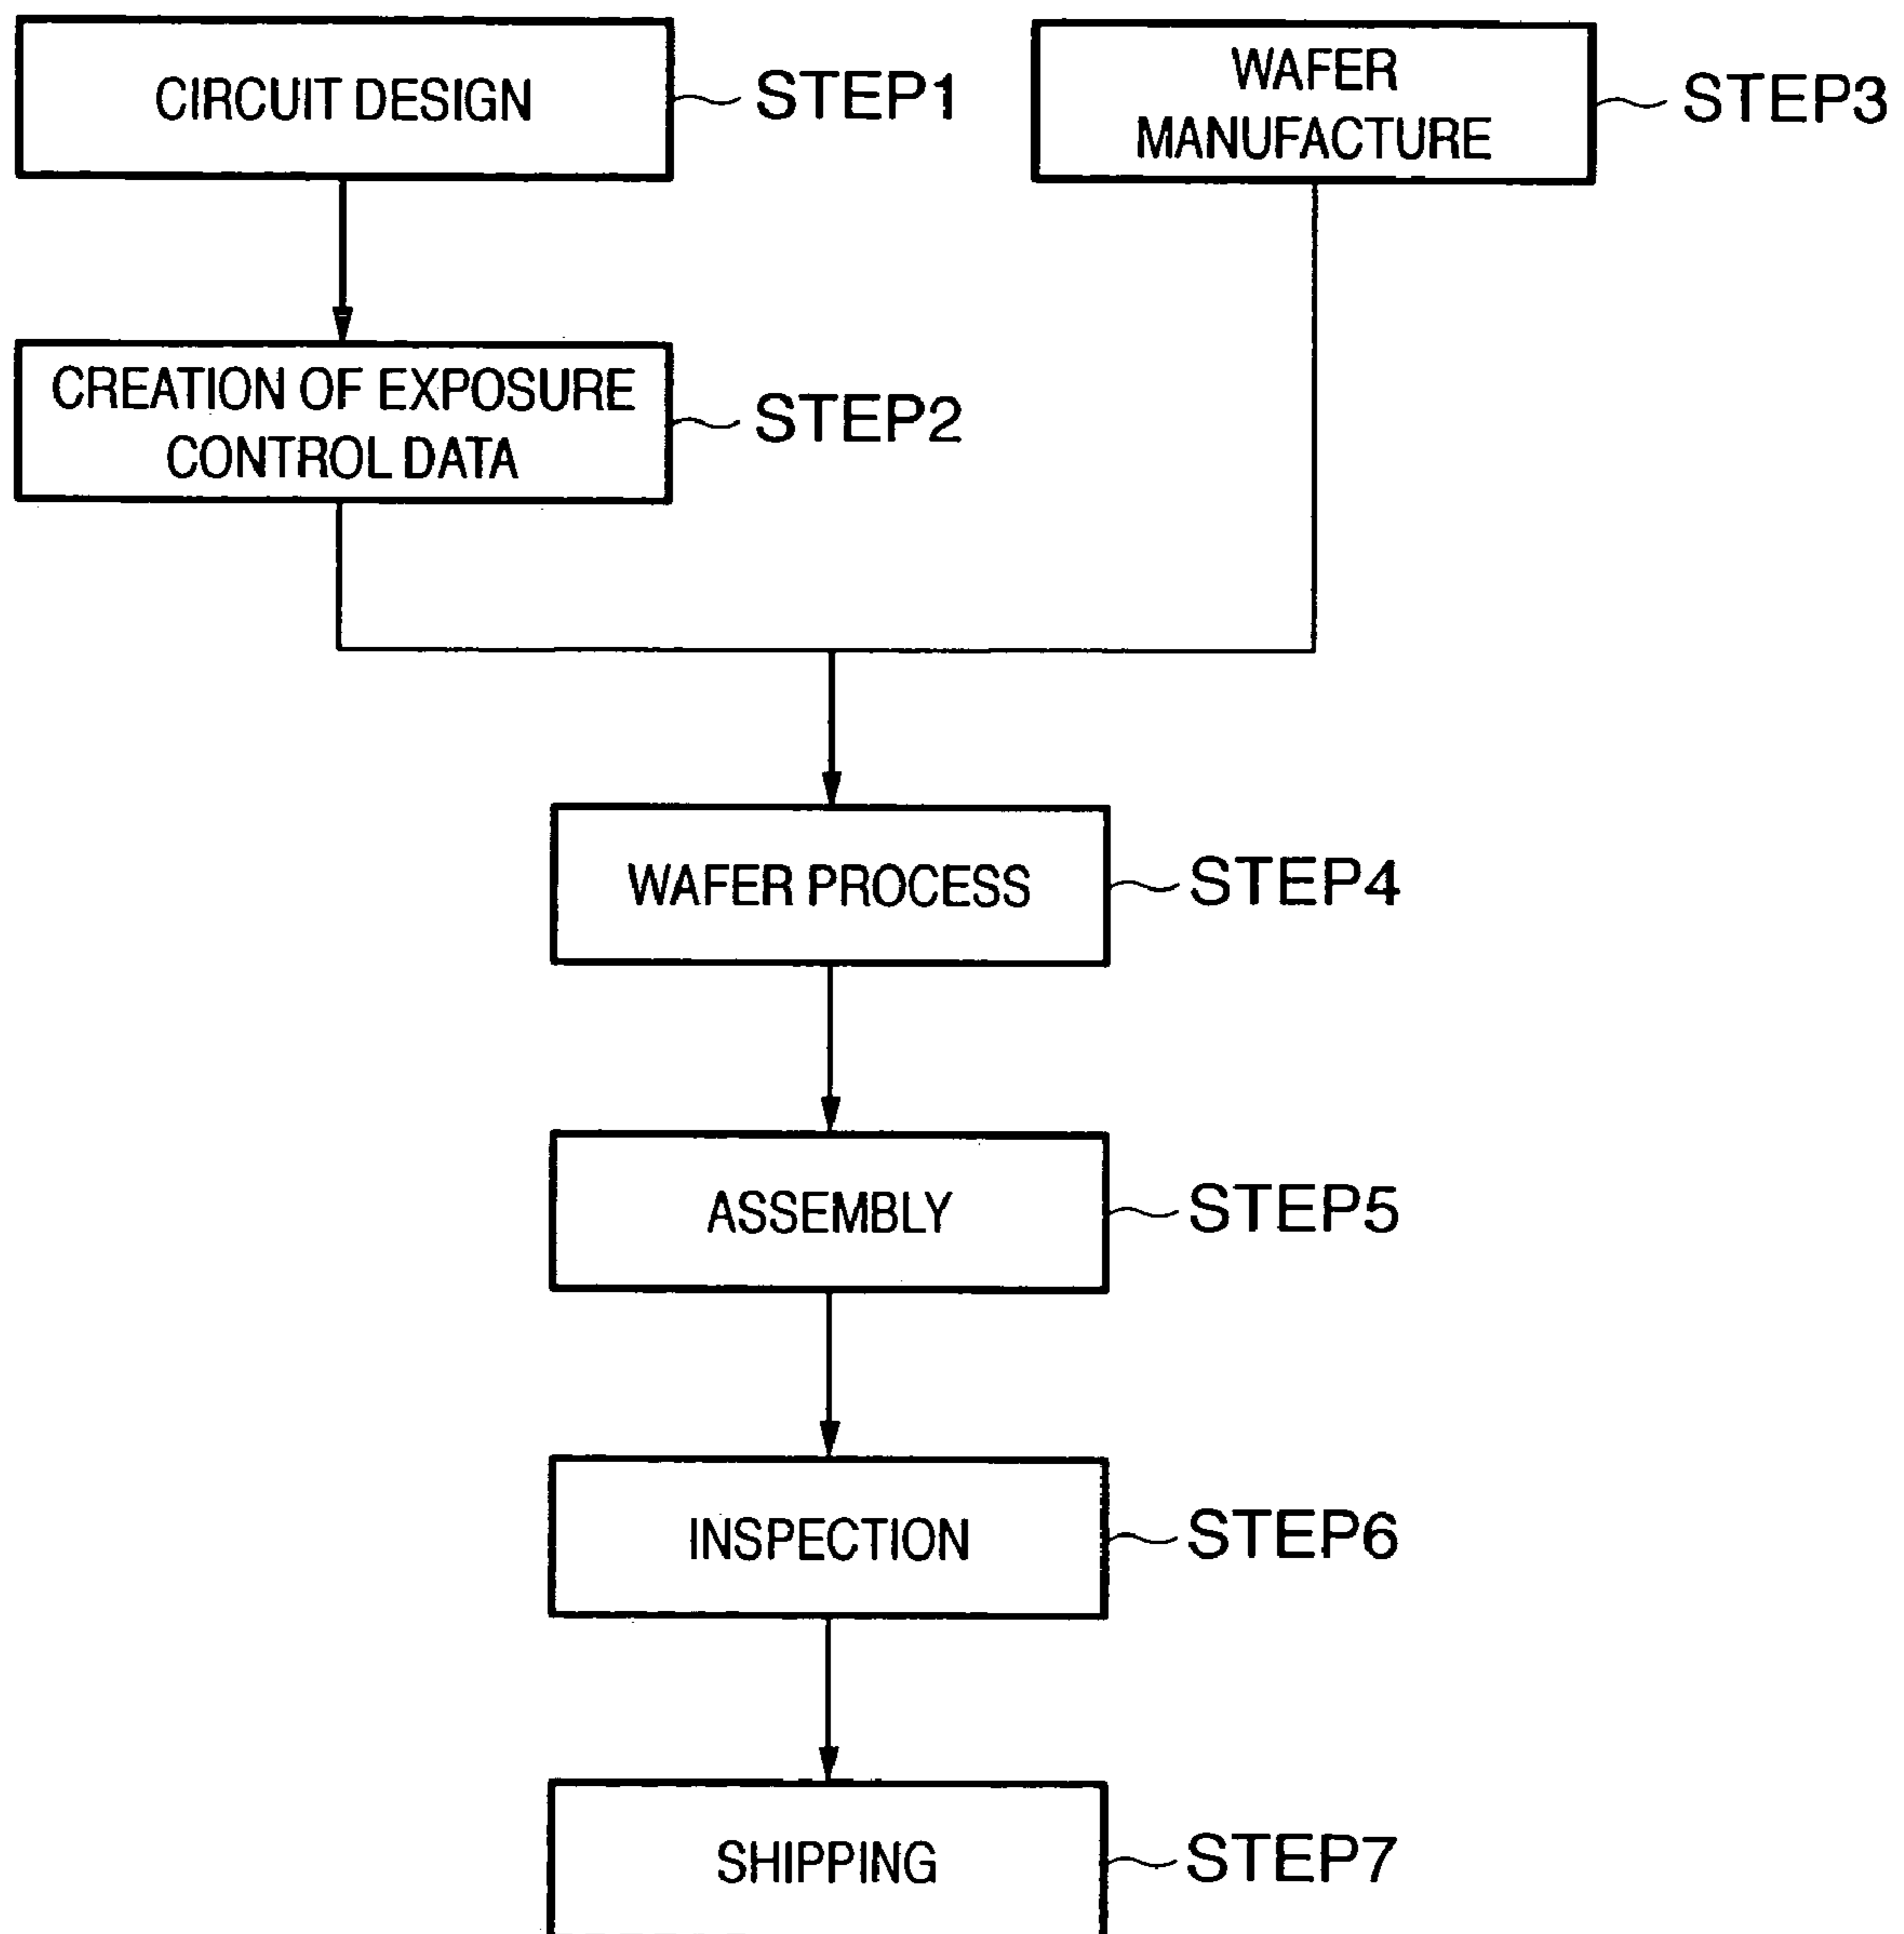 CIRCUIT DESIGN
STEP1
WAFER
MANUFACTURE
STEP3
CREATION OF EXPOSURE
CONTROL DATA
STEP2
WAFER PROCESS
STEP4
ASSEMBLY
STEP5
INSPECTION
STEP6
SHIPPING
STEP7